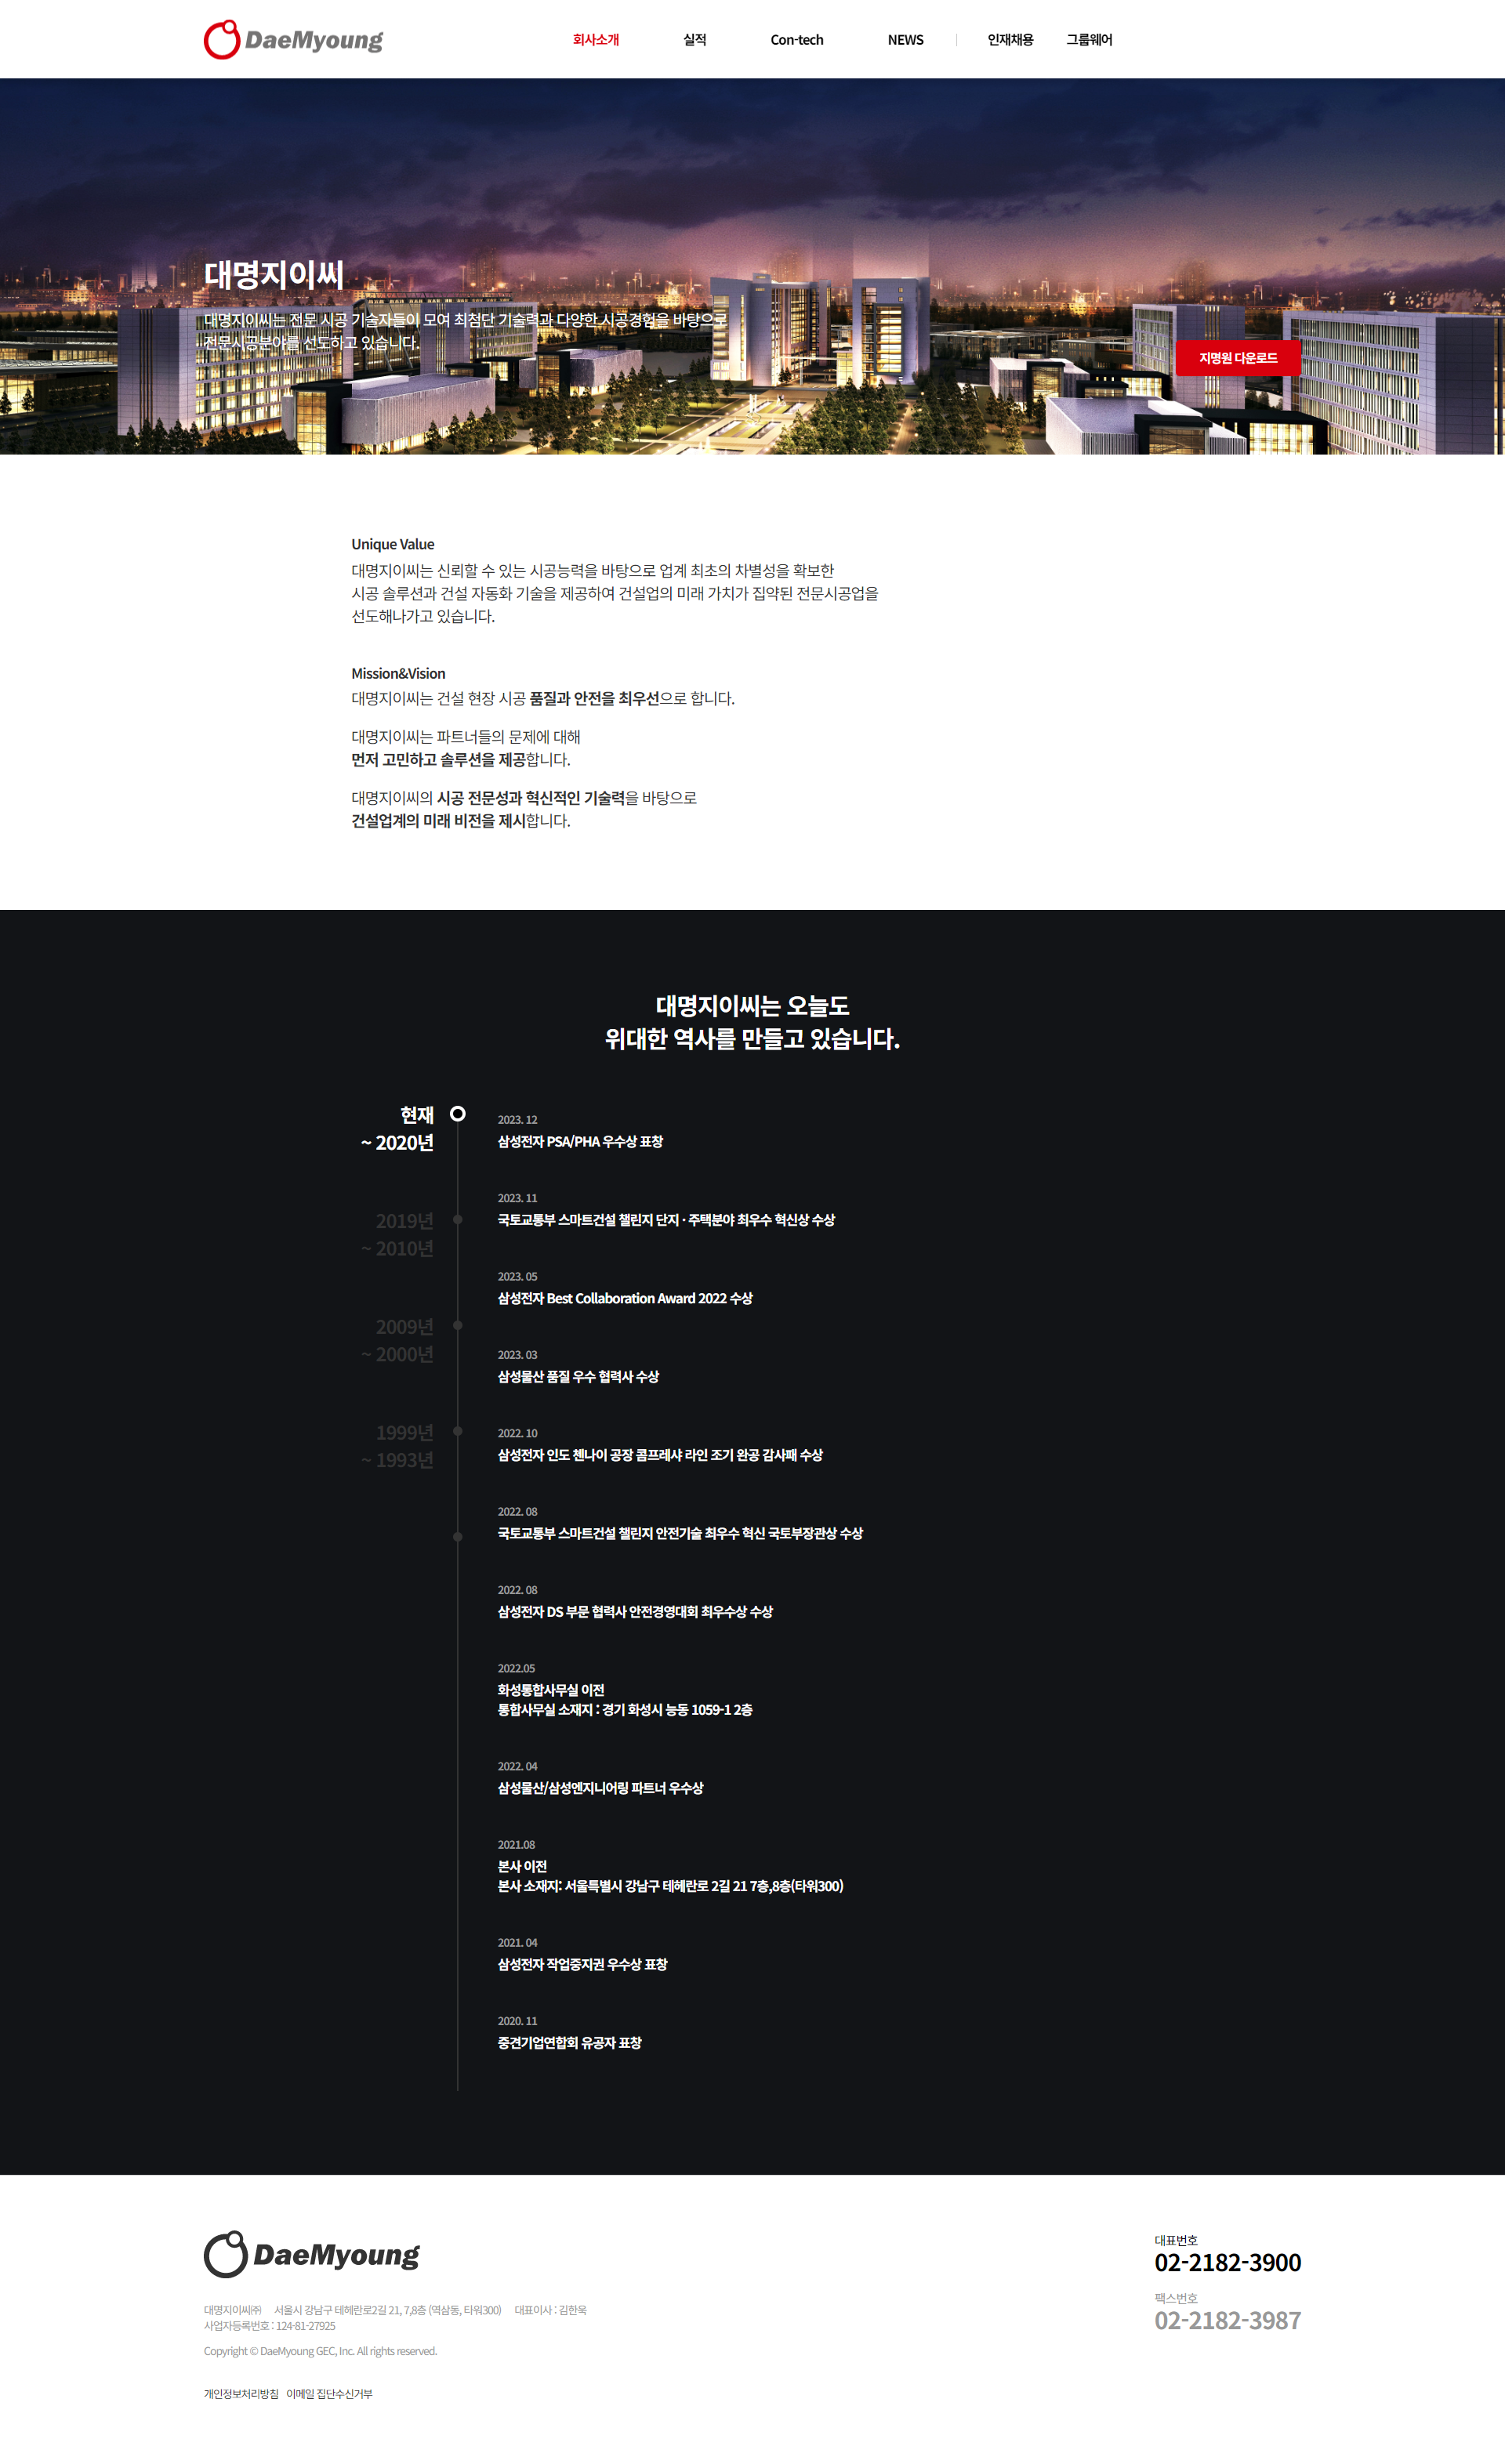 DaeMyoung
회사소개
실적
Con-tech
NEWS
인재채용
그룹웨어
대명지이씨
대명지이씨는 전문 시공 기술자들이 모여 최첨단 기술력과 다양한 시공경험을 바탕으로
전문시공분야를 선도하고 있습니다.
지명원 다운로드
Unique Value
대명지이씨는 신뢰할 수 있는 시공능력을 바탕으로 업계 최초의 차별성을 확보한
시공 솔루션과 건설 자동화 기술을 제공하여 건설업의 미래 가치가 집약된 전문시공업을
선도해나가고 있습니다.
Mission&Vision
대명지이씨는 건설 현장 시공 품질과 안전을 최우선으로 합니다.
대명지이씨는 파트너들의 문제에 대해
먼저 고민하고 솔루션을 제공합니다.
대명지이씨의 시공 전문성과 혁신적인 기술력을 바탕으로
건설업계의 미래 비전을 제시합니다.
대명지이씨는 오늘도
위대한 역사를 만들고 있습니다.
현재
~ 2020년
2019년
~ 2010년
2009년
~ 2000년
1999년
~ 1993년
2023. 12
삼성전자 PSA/PHA 우수상 표창
2023. 11
국토교통부 스마트건설 챌린지 단지 · 주택분야 최우수 혁신상 수상
2023. 05
삼성전자 Best Collaboration Award 2022 수상
2023. 03
삼성물산 품질 우수 협력사 수상
2022. 10
삼성전자 인도 첸나이 공장 콤프레샤 라인 조기 완공 감사패 수상
2022. 08
국토교통부 스마트건설 챌린지 안전기술 최우수 혁신 국토부장관상 수상
2022. 08
삼성전자 DS 부문 협력사 안전경영대회 최우수상 수상
2022.05
화성통합사무실 이전
통합사무실 소재지 : 경기 화성시 능동 1059-1 2층
2022. 04
삼성물산/삼성엔지니어링 파트너 우수상
2021.08
본사 이전
본사 소재지: 서울특별시 강남구 테헤란로 2길 21 7층,8층(타워300)
2021. 04
삼성전자 작업중지권 우수상 표창
2020. 11
중견기업연합회 유공자 표창
DaeMyoung
대명지이씨㈜ 서울시 강남구 테헤란로2길 21, 7,8층 (역삼동, 타워300) 대표이사 : 김한욱
사업자등록번호 : 124-81-27925
Copyright © DaeMyoung GEC, Inc. All rights reserved.
개인정보처리방침 이메일 집단수신거부
대표번호
02-2182-3900
팩스번호
02-2182-3987